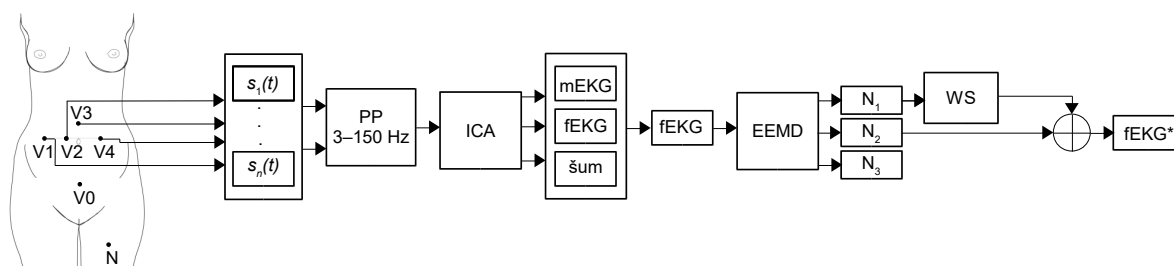 V3
V1
V2
V4
V0
N
s1(t)
.
.
.
sn(t)
PP
3–150 Hz
ICA
mEKG
fEKG
šum
fEKG
EEMD
N1
N2
N3
WS
fEKG*